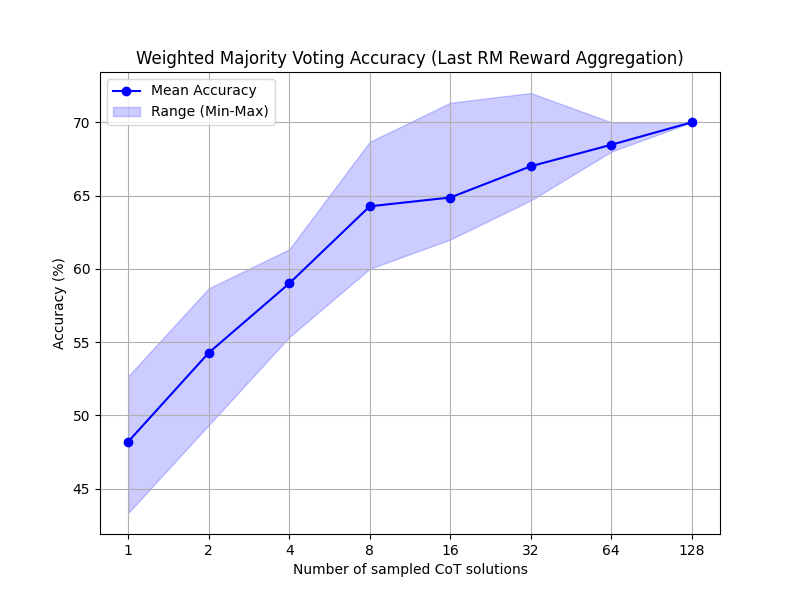 Weighted Majority Voting Accuracy (Last RM Reward Aggregation)
Mean Accuracy
Range (Min-Max)
Accuracy (%)
70
65
60
55
50
45
1 2 4 8 16 32 64 128
Number of sampled CoT solutions